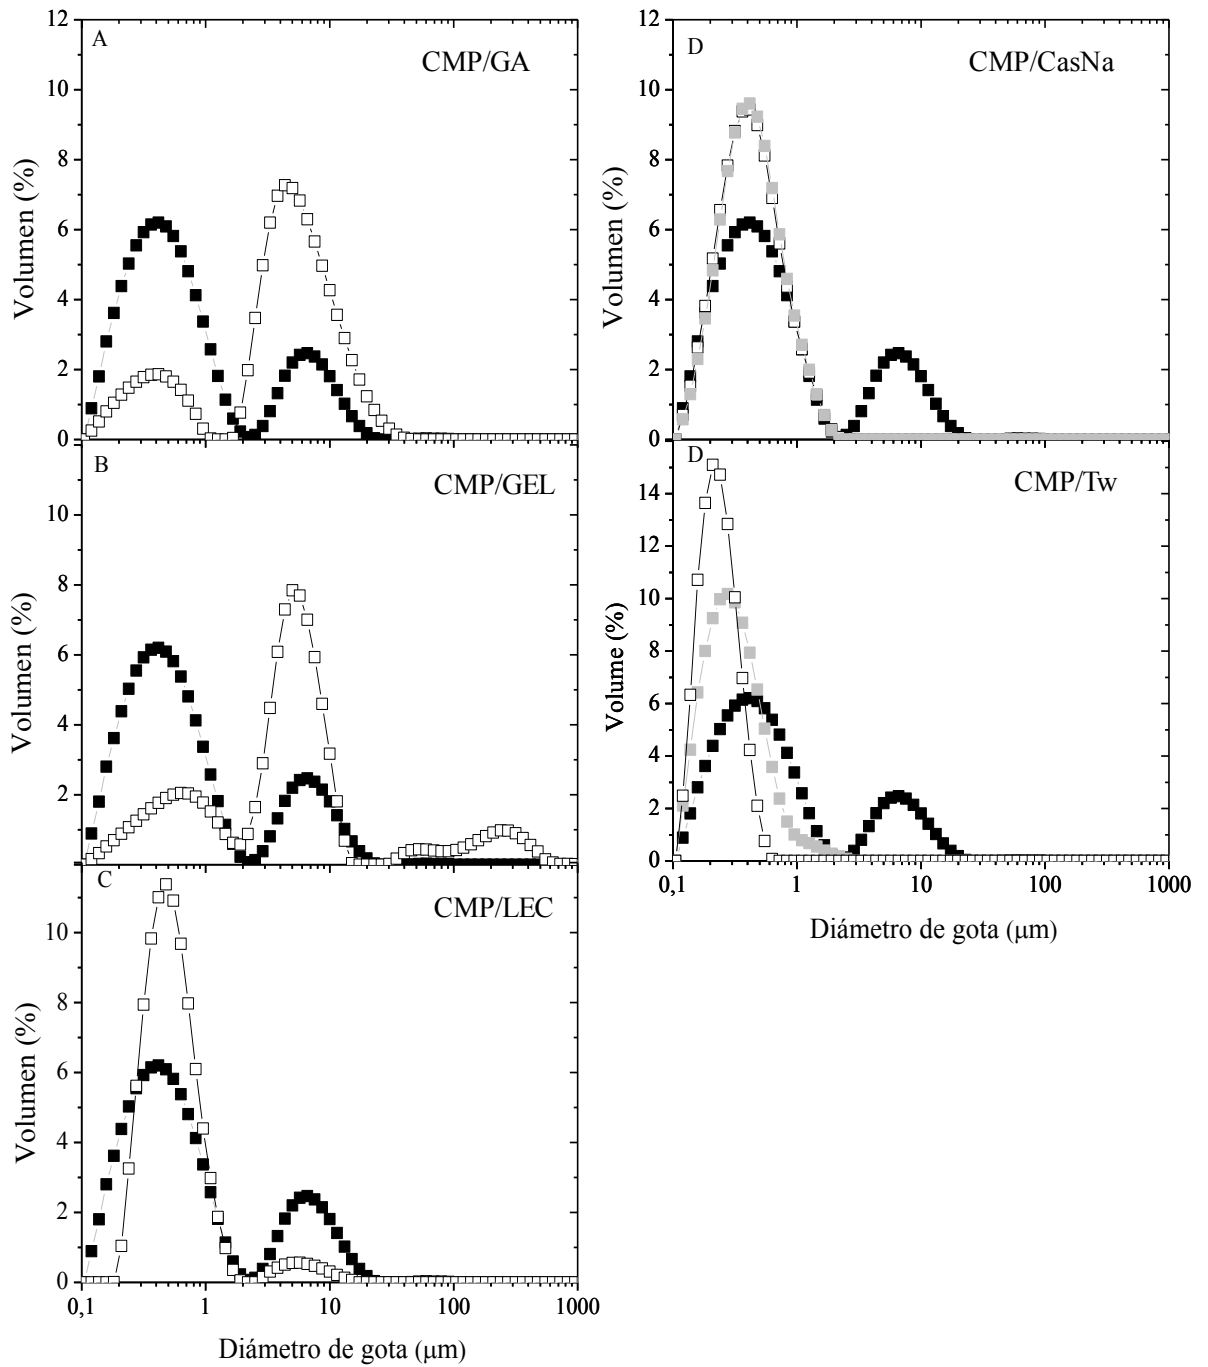 A
CMP/GA
12
10
8
6
4
2
0
Volumen (%)
B
CMP/GEL
10
8
6
4
2
Volumen (%)
C
CMP/LEC
10
8
6
4
2
0
Volumen (%)
0,1
1
10
100
1000
Diámetro de gota (μm)
D
CMP/CasNa
12
10
8
6
4
2
0
Volumen (%)
D
CMP/Tw
14
12
10
8
6
4
2
0
Volume (%)
0,1
1
10
100
1000
Diámetro de gota (μm)